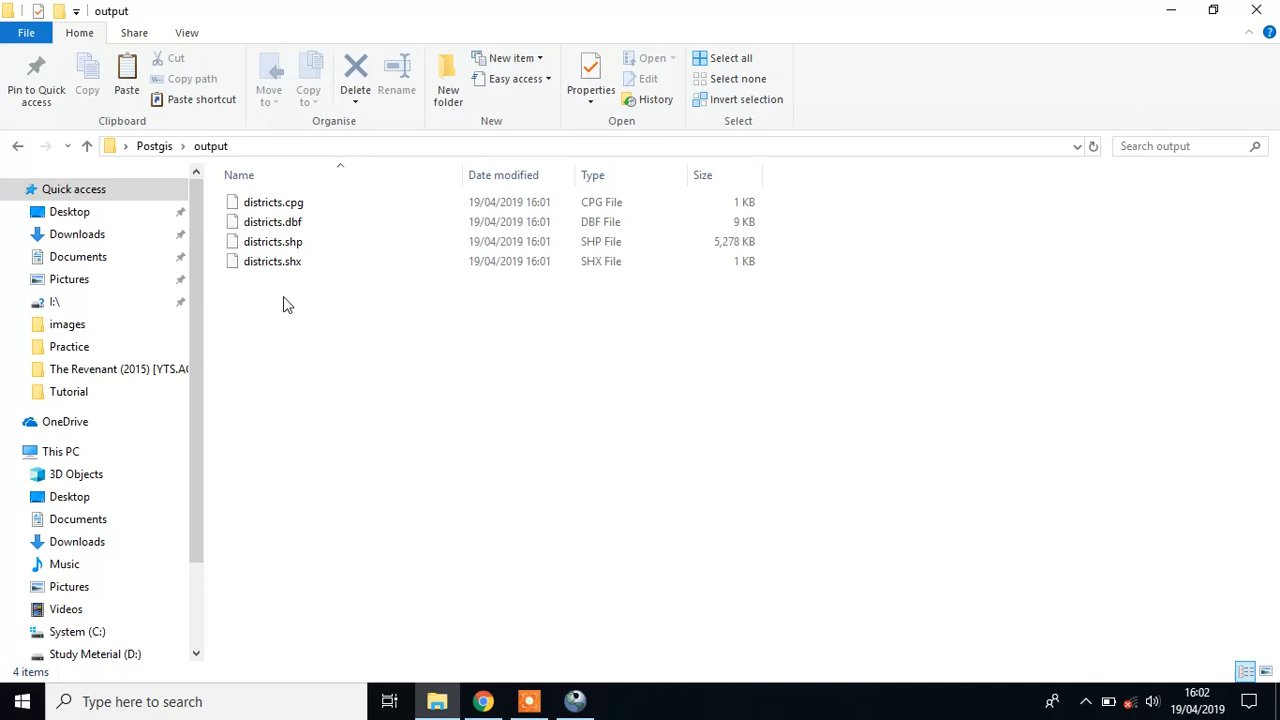 output
File Home Share View
Pin to Quick access
Copy
Paste
Cut
Copy path
Paste shortcut
Clipboard
Move to
Copy to
Delete
Rename
Organise
New folder
New item
Easy access
New
Properties
Open
Edit
History
Open
Select all
Select none
Invert selection
Select
Postgis output
Search output
Name Date modified Type Size
districts.cpg 19/04/2019 16:01 CPG File 1 KB
districts.dbf 19/04/2019 16:01 DBF File 9 KB
districts.shp 19/04/2019 16:01 SHP File 5,278 KB
districts.shx 19/04/2019 16:01 SHX File 1 KB
Quick access
Desktop
Downloads
Documents
Pictures
I:\
images
Practice
The Revenant (2015) [YTS.AC
Tutorial
OneDrive
This PC
3D Objects
Desktop
Documents
Downloads
Music
Pictures
Videos
System (C:)
Study Meterial (D:)
4 items
Type here to search
16:02
19/04/2019